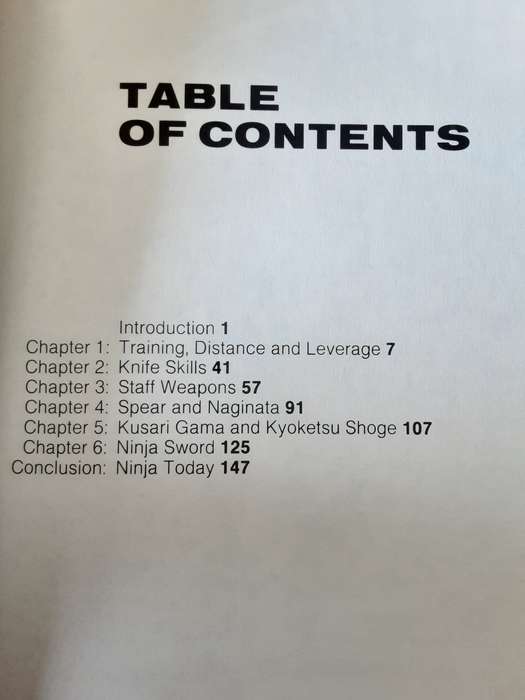 TABLE
OF CONTENTS
Introduction 1
Chapter 1: Training, Distance and Leverage 7
Chapter 2: Knife Skills 41
Chapter 3: Staff Weapons 57
Chapter 4: Spear and Naginata 91
Chapter 5: Kusari Gama and Kyoketsu Shoge 107
Chapter 6: Ninja Sword 125
Conclusion: Ninja Today 147